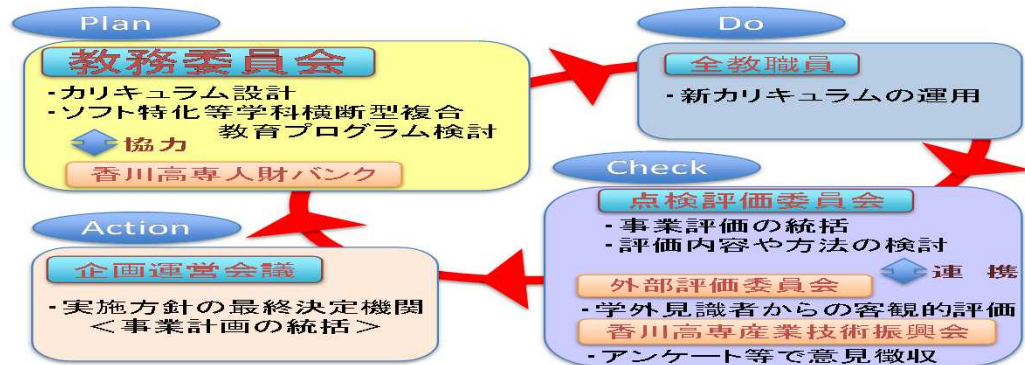 Plan
教務委員会
・カリキュラム設計
・ソフト特化等学科横断型複合
教育プログラム検討
協力
香川高専人財バンク
Do
全教職員
・新カリキュラムの運用
Check
点検評価委員会
・事業評価の統括
・評価内容や方法の検討
連携
外部評価委員会
・学外見識者からの客観的評価
香川高専産業技術振興会
・アンケート等で意見徴収
Action
企画運営会議
・実施方針の最終決定機関
＜事業計画の統括＞